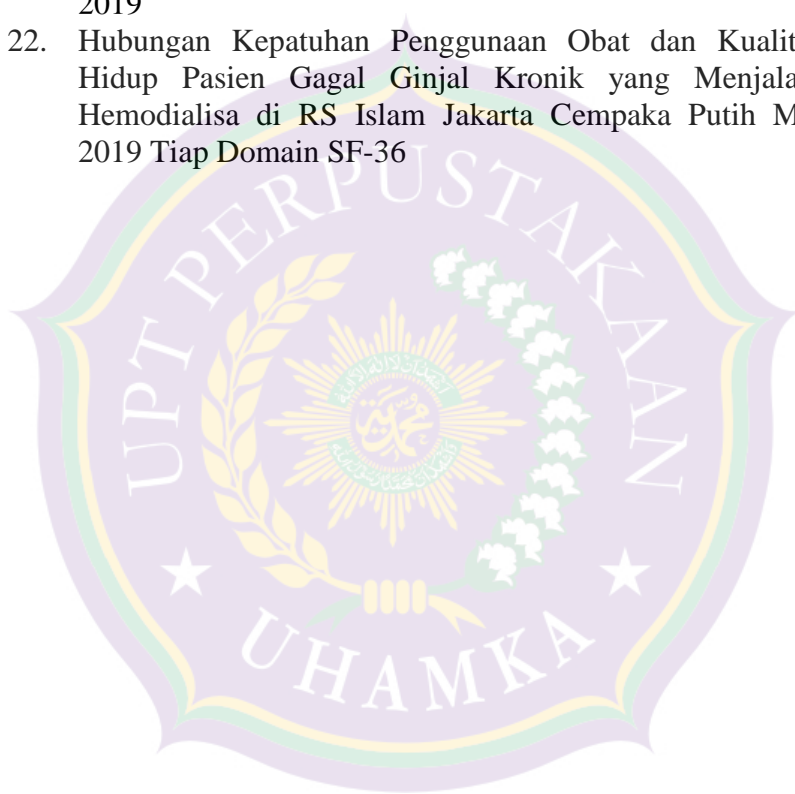 2019
22. Hubungan Kepatuhan Penggunaan Obat dan Kualit
Hidup Pasien Gagal Ginjal Kronik yang Menjala
Hemodialisa di RS Islam Jakarta Cempaka Putih M
2019 Tiap Domain SF-36
UPT PERPUSTAKAAN
محمدية
UHAMKA